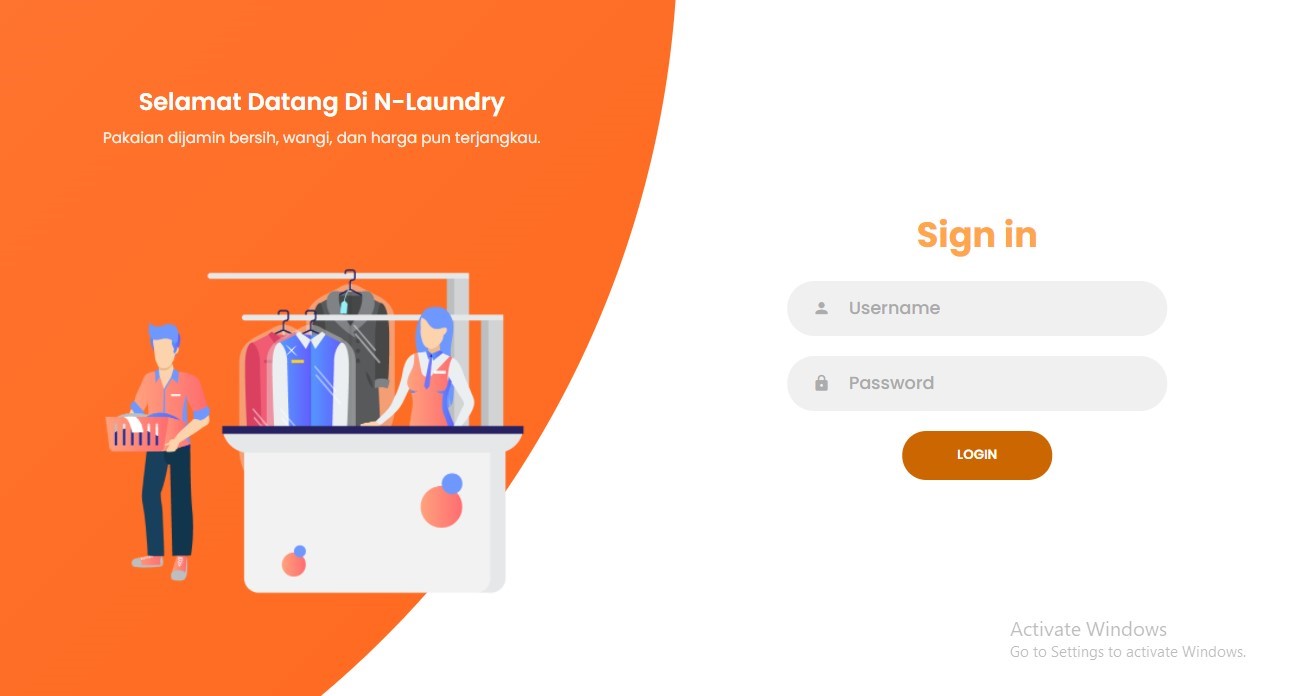 Selamat Datang Di N-Laundry
Pakaian dijamin bersih, wangi, dan harga pun terjangkau.
Sign in
Username
Password
LOGIN
Activate Windows
Go to Settings to activate Windows.